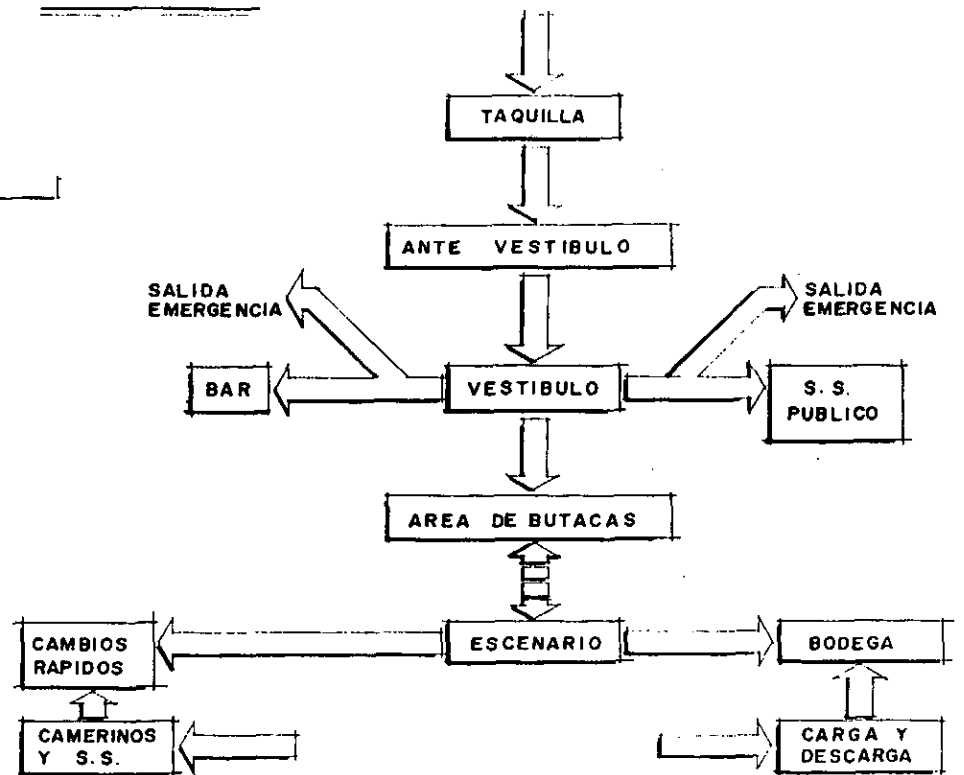 TAQUILLA
ANTE VESTIBULO
SALIDA
EMERGENCIA
SALIDA
EMERGENCIA
BAR
VESTIBULO
S.S.
PUBLICO
AREA DE BUTACAS
CAMBIOS
RAPIDOS
ESCENARIO
BODEGA
CAMERINOS
Y S.S.
CARGA Y
DESCARGA